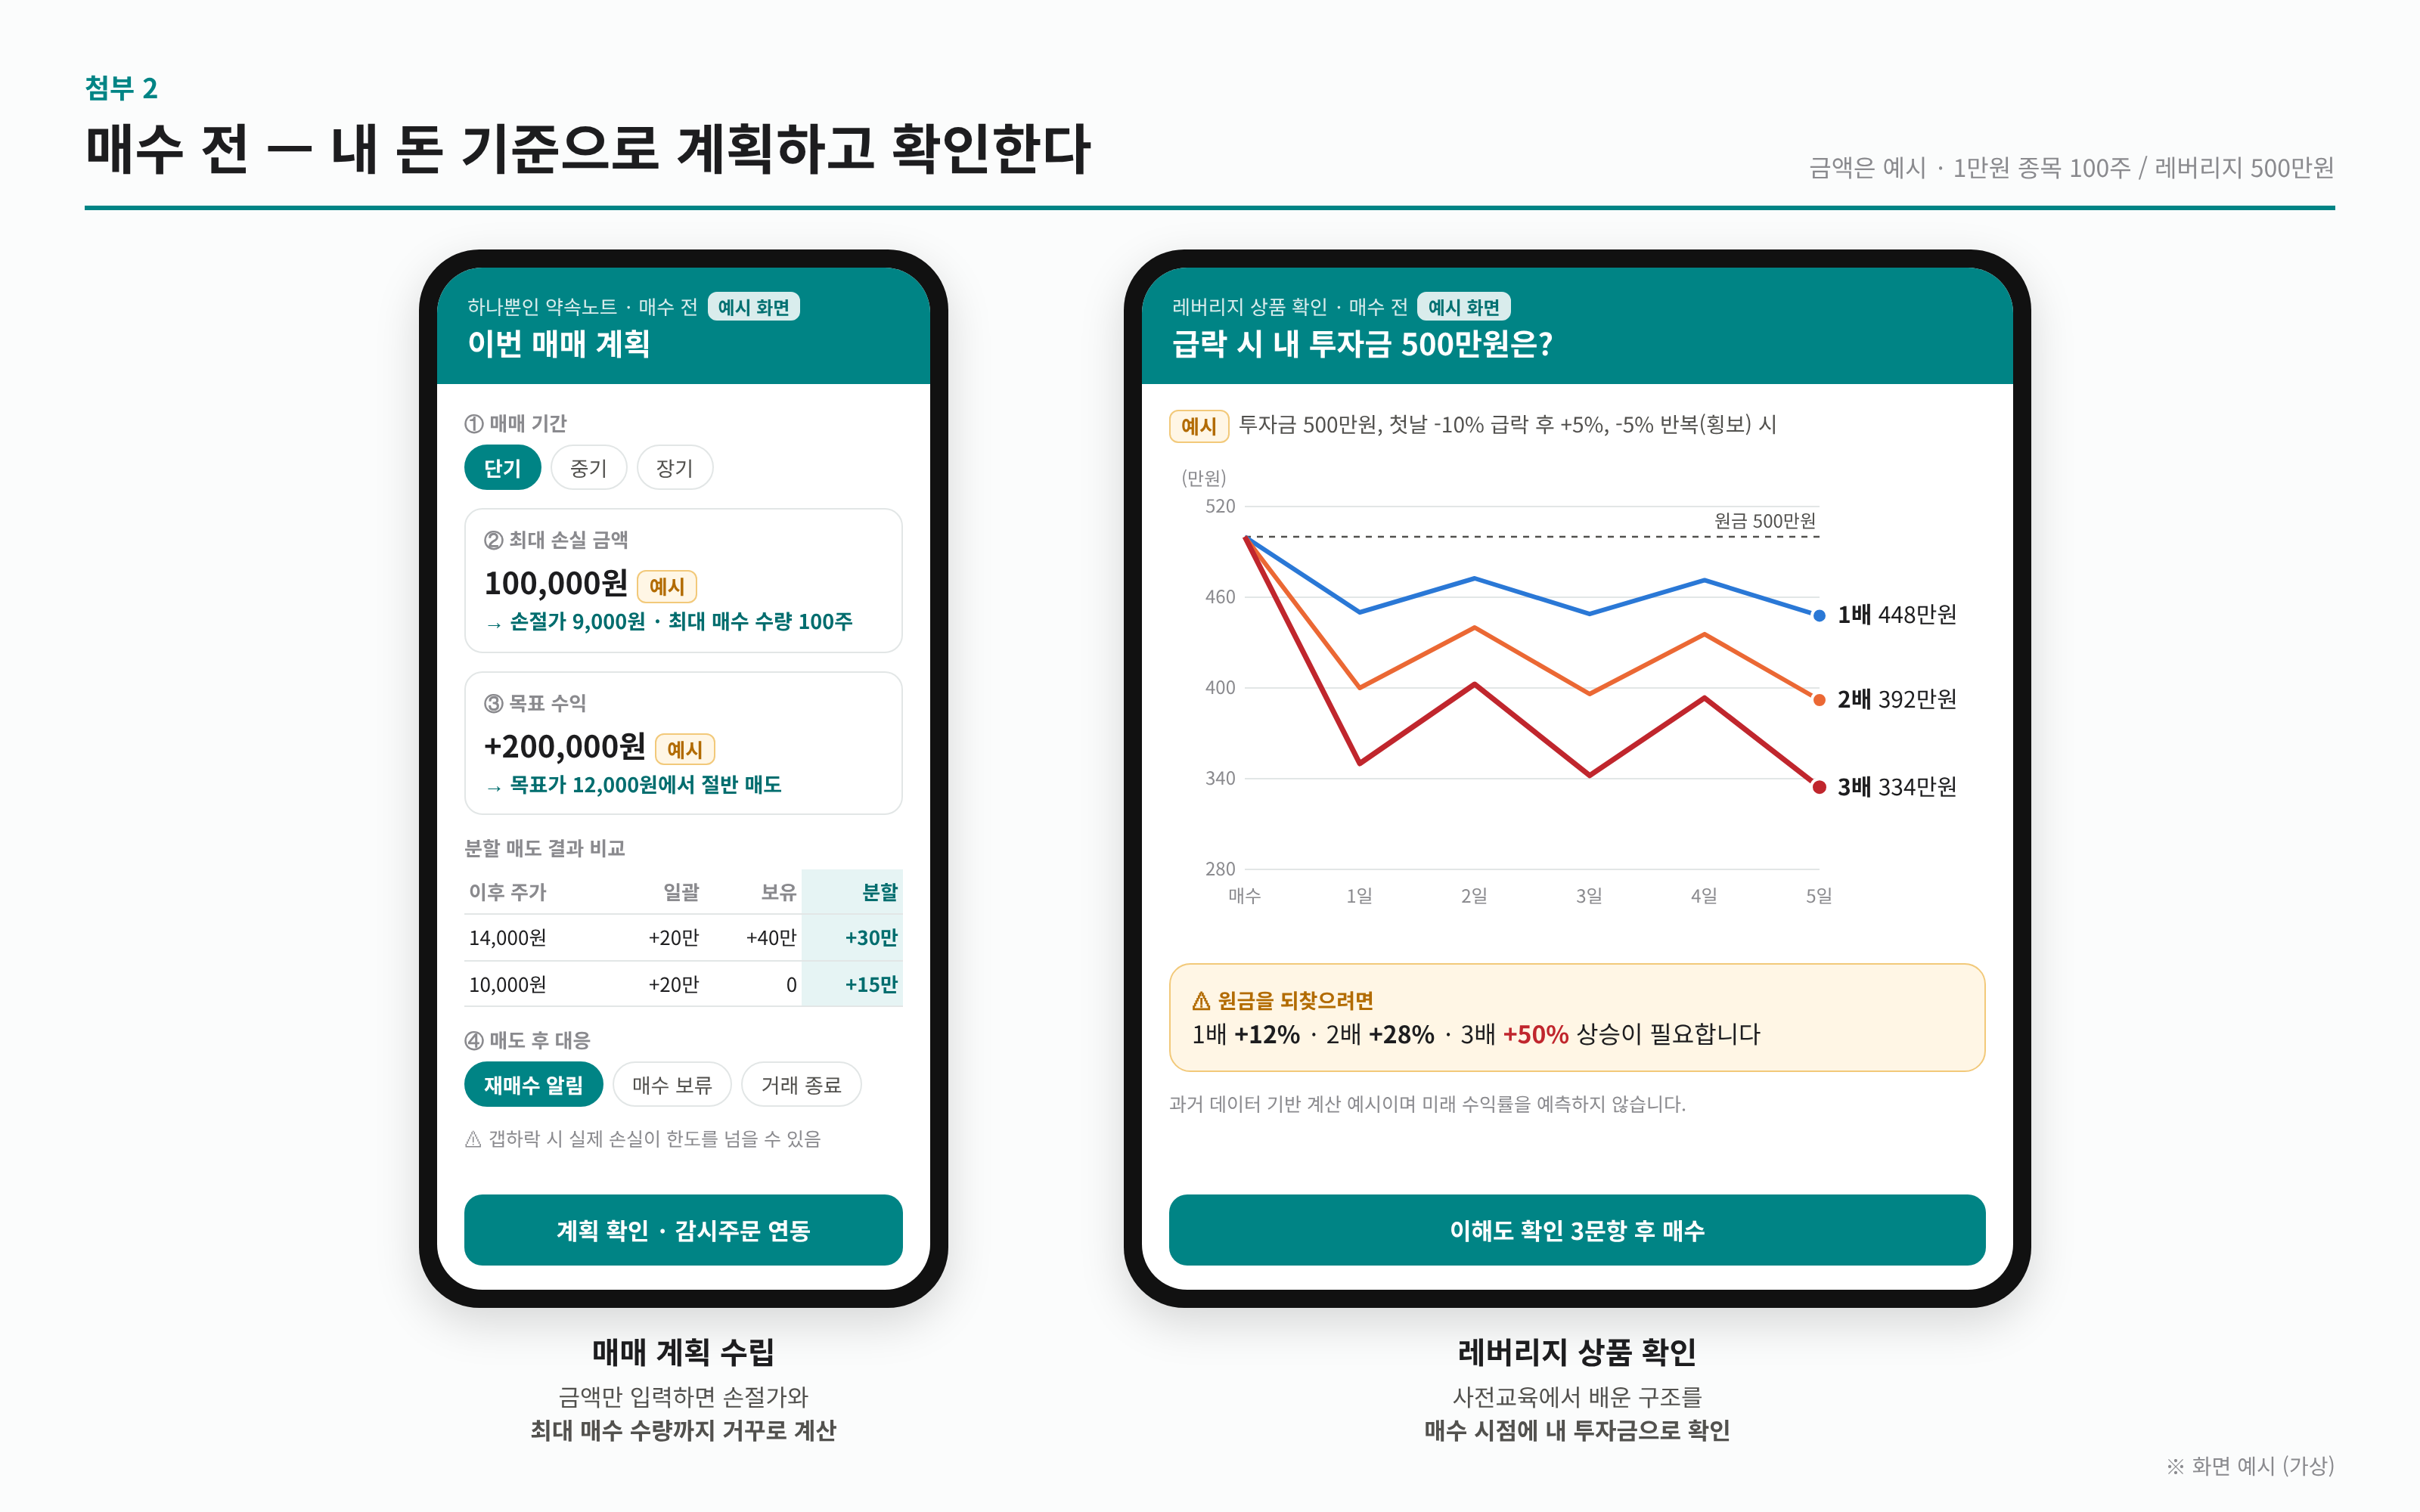 첨부 2
매수 전 — 내 돈 기준으로 계획하고 확인한다
금액은 예시 · 1만원 종목 100주 / 레버리지 500만원
하나뿐인 약속노트 · 매수 전 예시 화면
이번 매매 계획
① 매매 기간
단기 중기 장기
② 최대 손실 금액
100,000원 예시
→ 손절가 9,000원 · 최대 매수 수량 100주
③ 목표 수익
+200,000원 예시
→ 목표가 12,000원에서 절반 매도
분할 매도 결과 비교
이후 주가 일괄 보유 분할
14,000원 +20만 +40만 +30만
10,000원 +20만 0 +15만
④ 매도 후 대응
재매수 알림 매수 보류 거래 종료
⚠ 갭하락 시 실제 손실이 한도를 넘을 수 있음
계획 확인 · 감시주문 연동
매매 계획 수립
금액만 입력하면 손절가와
최대 매수 수량까지 거꾸로 계산
레버리지 상품 확인 · 매수 전 예시 화면
급락 시 내 투자금 500만원은?
예시 투자금 500만원, 첫날 -10% 급락 후 +5%, -5% 반복(횡보) 시
(만원)
520
원금 500만원
460
1배 448만원
400
2배 392만원
340
3배 334만원
280
매수 1일 2일 3일 4일 5일
⚠ 원금을 되찾으려면
1배 +12% · 2배 +28% · 3배 +50% 상승이 필요합니다
과거 데이터 기반 계산 예시이며 미래 수익률을 예측하지 않습니다.
이해도 확인 3문항 후 매수
레버리지 상품 확인
사전교육에서 배운 구조를
매수 시점에 내 투자금으로 확인
※ 화면 예시 (가상)